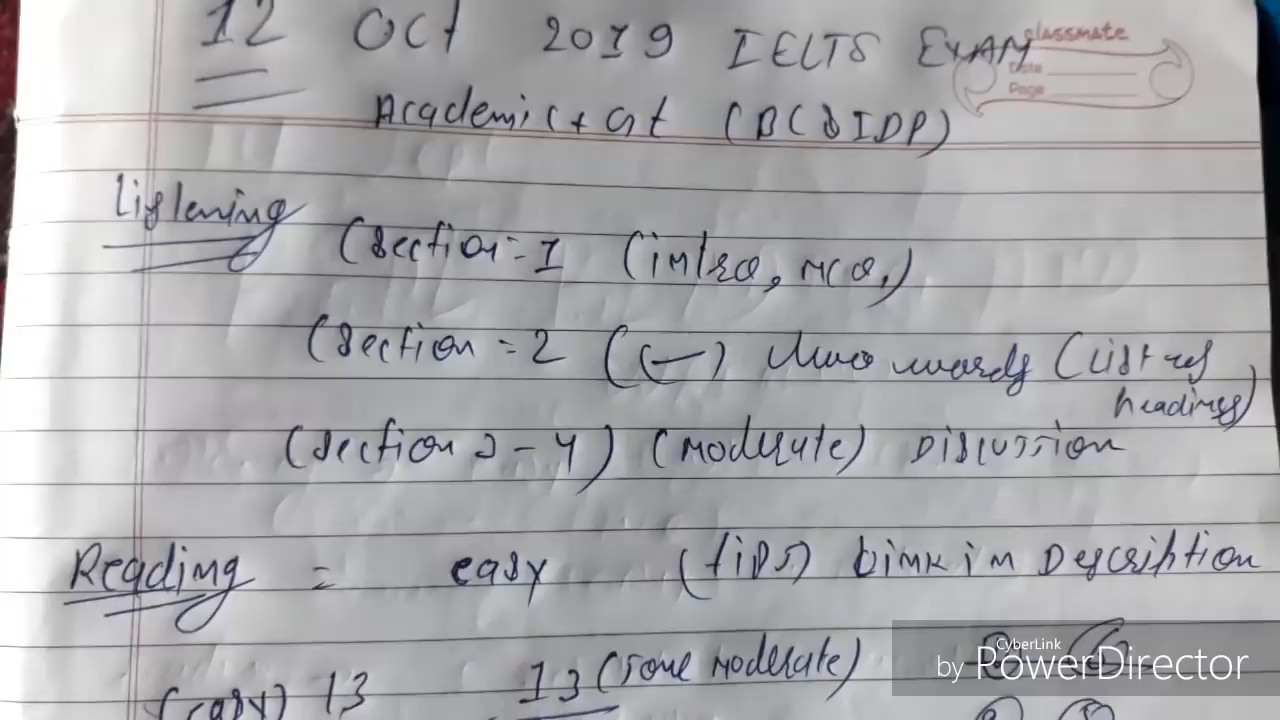 12 Oct 2019 IELTS EXAM
classmate
Date
Page
Academic + Gt (BC & IDP)
Listening
(Section = I (intro, MCQ,)
(Section = 2 (—) two words (List of headings)
(Section 3 - 4) (moderate) Discussion
Reading = easy (tips) Link in Description
(easy) 13 13 (some moderate)
CyberLink
by PowerDirector